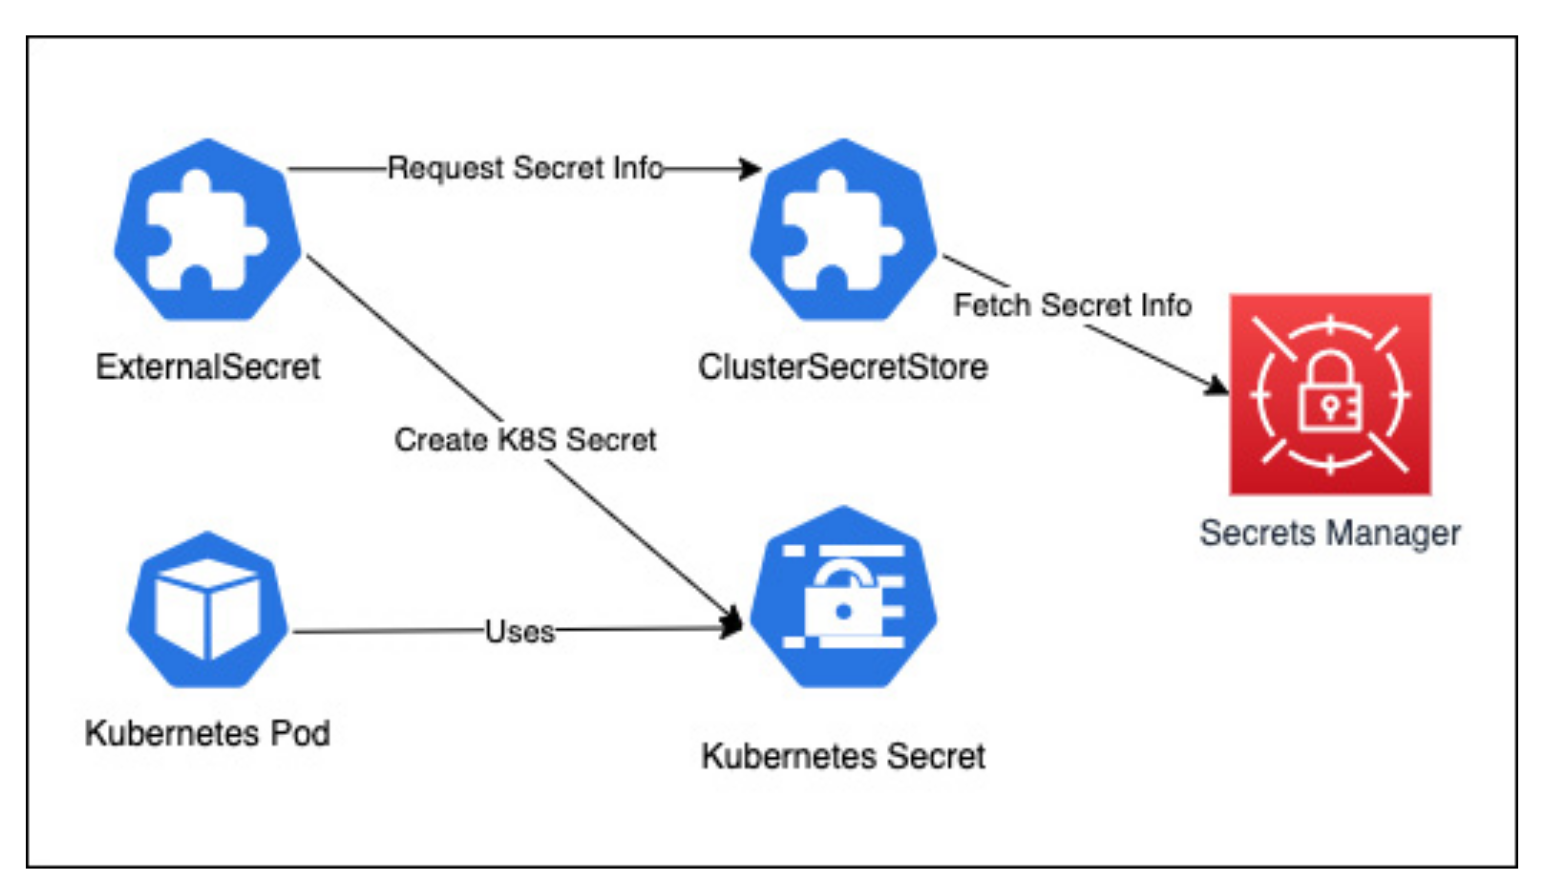 Request Secret Info
ExternalSecret
ClusterSecretStore
Fetch Secret Info
Create K8S Secret
Secrets Manager
Uses
Kubernetes Pod
Kubernetes Secret